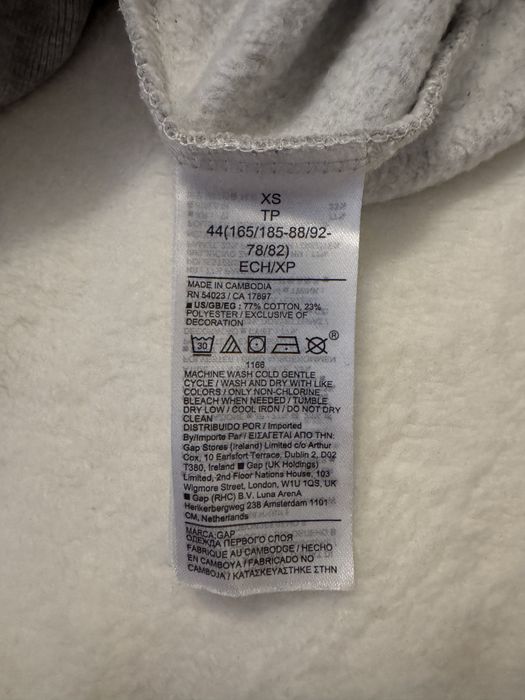 XS
TP
44(165/185-88/92-
78/82)
ECH/XP
MADE IN CAMBODIA
RN 54023 / CA 17897
■ US/GB/EG : 77% COTTON, 23%
POLYESTER / EXCLUSIVE OF
DECORATION
30 ®
1166
MACHINE WASH COLD GENTLE
CYCLE / WASH AND DRY WITH LIKE
COLORS / ONLY NON-CHLORINE
BLEACH WHEN NEEDED / TUMBLE
DRY LOW / COOL IRON / DO NOT DRY
CLEAN
DISTRIBUIDO POR / Imported
By/Importe Par / ΕΙΣΑΓΕΤΑΙ ΑΠΟ ΤΗΝ:
Gap Stores (Ireland) Limited c/o Arthur
Cox, 10 Earlsfort Terrace, Dublin 2, D02
T380, Ireland ■ Gap (UK Holdings)
Limited, 2nd Floor Nations House, 103
Wigmore Street, London, W1U 1QS, UK
■ Gap (RHC) B.V. Luna ArenA
Herikerbergweg 238 Amsterdam 1101
CM, Netherlands
MARCA:GAP
ОДЕЖДА ПЕРВОГО СЛОЯ
FABRIQUE AU CAMBODGE / HECHO
EN CAMBOYA / FABRICADO NO
CAMBOJA / ΚΑΤΑΣΚΕΥΑΣΤΗΚΕ ΣΤΗΝ